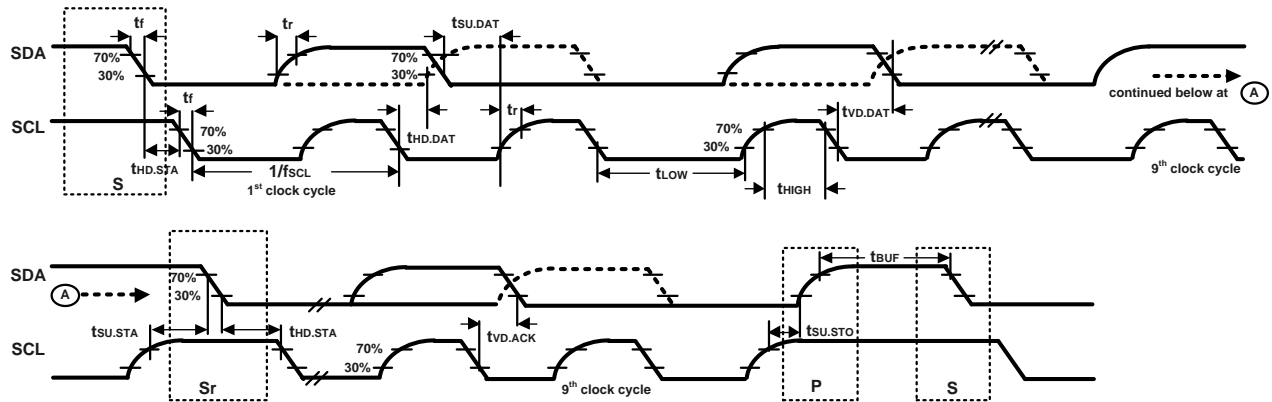 tf tr tSU.DAT
SDA 70% 30% 70% 30%
continued below at A
tf tr tVD.DAT
SCL 70% 30% tHD.DAT 70% 30%
tHD.STA 1/fSCL tLOW tHIGH
S 1st clock cycle 9th clock cycle
tBUF
SDA 70% 30%
A
tSU.STA tHD.STA tVD.ACK tSU.STO
SCL 70% 30%
Sr 9th clock cycle P S